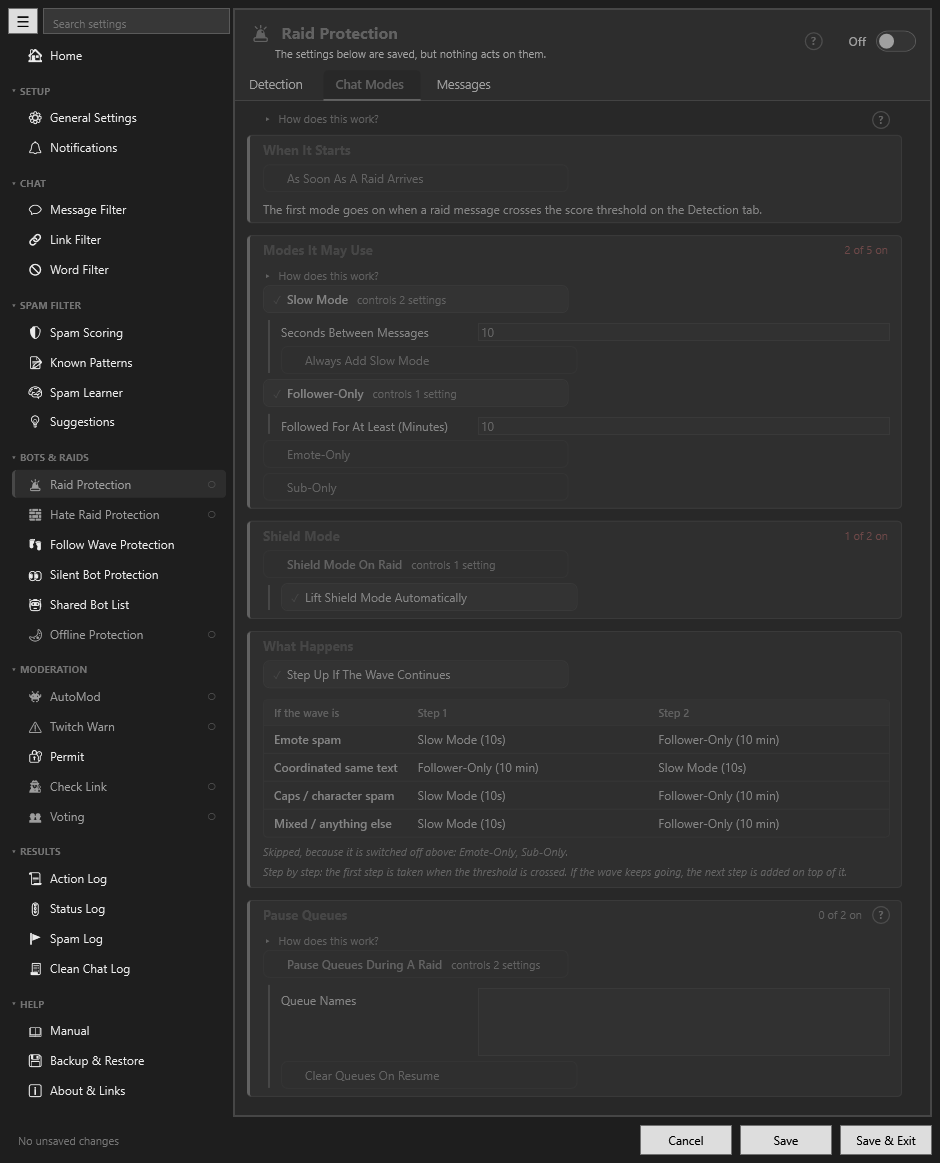 Search settings
Home
SETUP
General Settings
Notifications
CHAT
Message Filter
Link Filter
Word Filter
SPAM FILTER
Spam Scoring
Known Patterns
Spam Learner
Suggestions
BOTS & RAIDS
Raid Protection
Hate Raid Protection
Follow Wave Protection
Silent Bot Protection
Shared Bot List
Offline Protection
MODERATION
AutoMod
Twitch Warn
Permit
Check Link
Voting
RESULTS
Action Log
Status Log
Spam Log
Clean Chat Log
HELP
Manual
Backup & Restore
About & Links
Raid Protection
The settings below are saved, but nothing acts on them.
? Off
Detection Chat Modes Messages
How does this work? ?
When It Starts
As Soon As A Raid Arrives
The first mode goes on when a raid message crosses the score threshold on the Detection tab.
Modes It May Use 2 of 5 on
How does this work?
✓ Slow Mode controls 2 settings
Seconds Between Messages 10
Always Add Slow Mode
✓ Follower-Only controls 1 setting
Followed For At Least (Minutes) 10
Emote-Only
Sub-Only
Shield Mode 1 of 2 on
Shield Mode On Raid controls 1 setting
✓ Lift Shield Mode Automatically
What Happens
✓ Step Up If The Wave Continues
If the wave is Step 1 Step 2
Emote spam Slow Mode (10s) Follower-Only (10 min)
Coordinated same text Follower-Only (10 min) Slow Mode (10s)
Caps / character spam Slow Mode (10s) Follower-Only (10 min)
Mixed / anything else Slow Mode (10s) Follower-Only (10 min)
Skipped, because it is switched off above: Emote-Only, Sub-Only.
Step by step: the first step is taken when the threshold is crossed. If the wave keeps going, the next step is added on top of it.
Pause Queues 0 of 2 on ?
How does this work?
Pause Queues During A Raid controls 2 settings
Queue Names
Clear Queues On Resume
No unsaved changes
Cancel Save Save & Exit